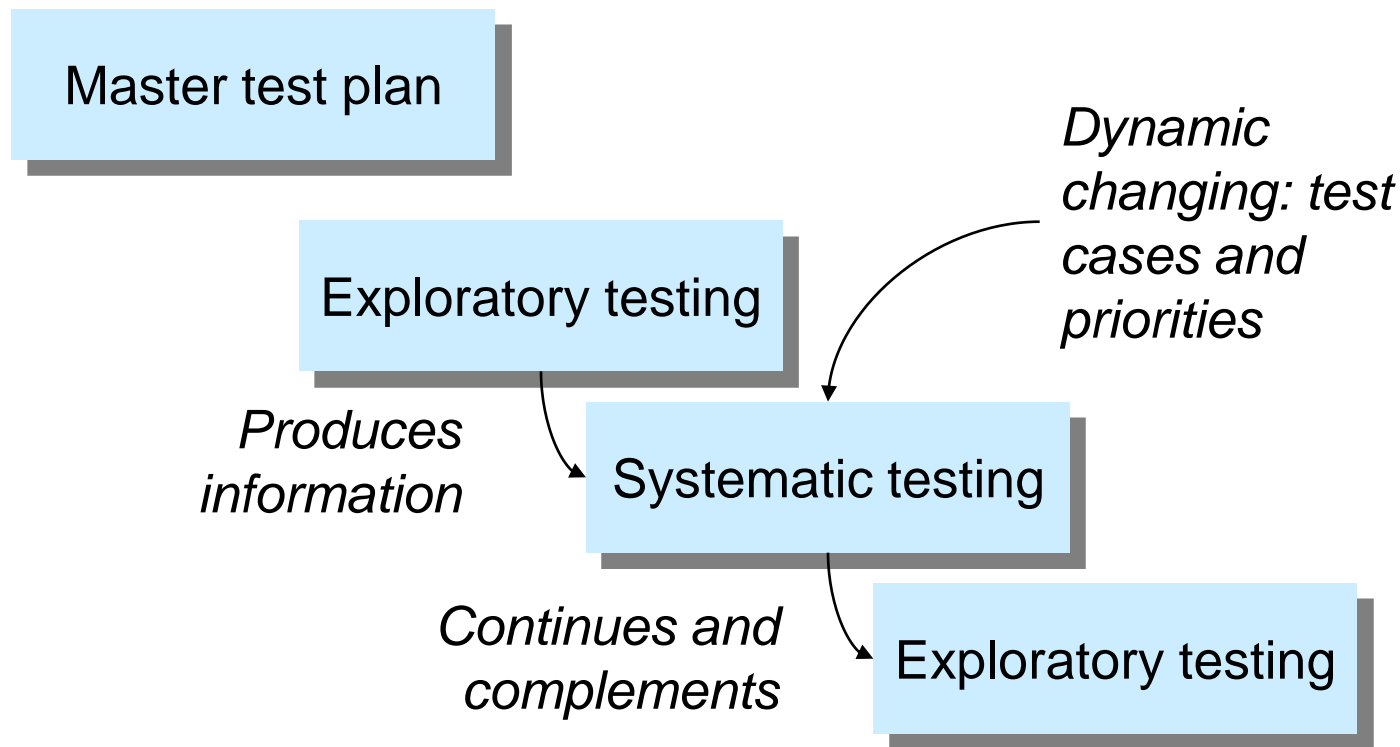 Master test plan
Dynamic
changing: test
cases and
priorities
Exploratory testing
Produces
information
Systematic testing
Continues and
complements
Exploratory testing